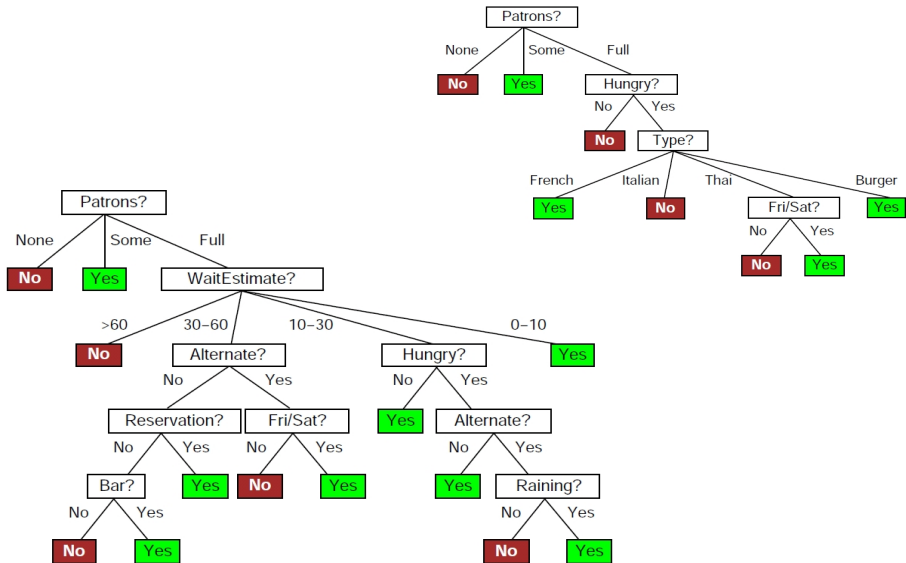 Patrons?
None Some Full
No Yes Hungry?
No Yes
No Type?
French Italian Thai Burger
Yes No Fri/Sat? Yes
No Yes
No Yes
Patrons?
None Some Full
No Yes WaitEstimate?
>60 30–60 10–30 0–10
No Alternate? Hungry? Yes
No Yes No Yes
Reservation? Fri/Sat? Yes Alternate?
No Yes No Yes No Yes
Bar? Yes No Yes Yes Raining?
No Yes No Yes
No Yes No Yes